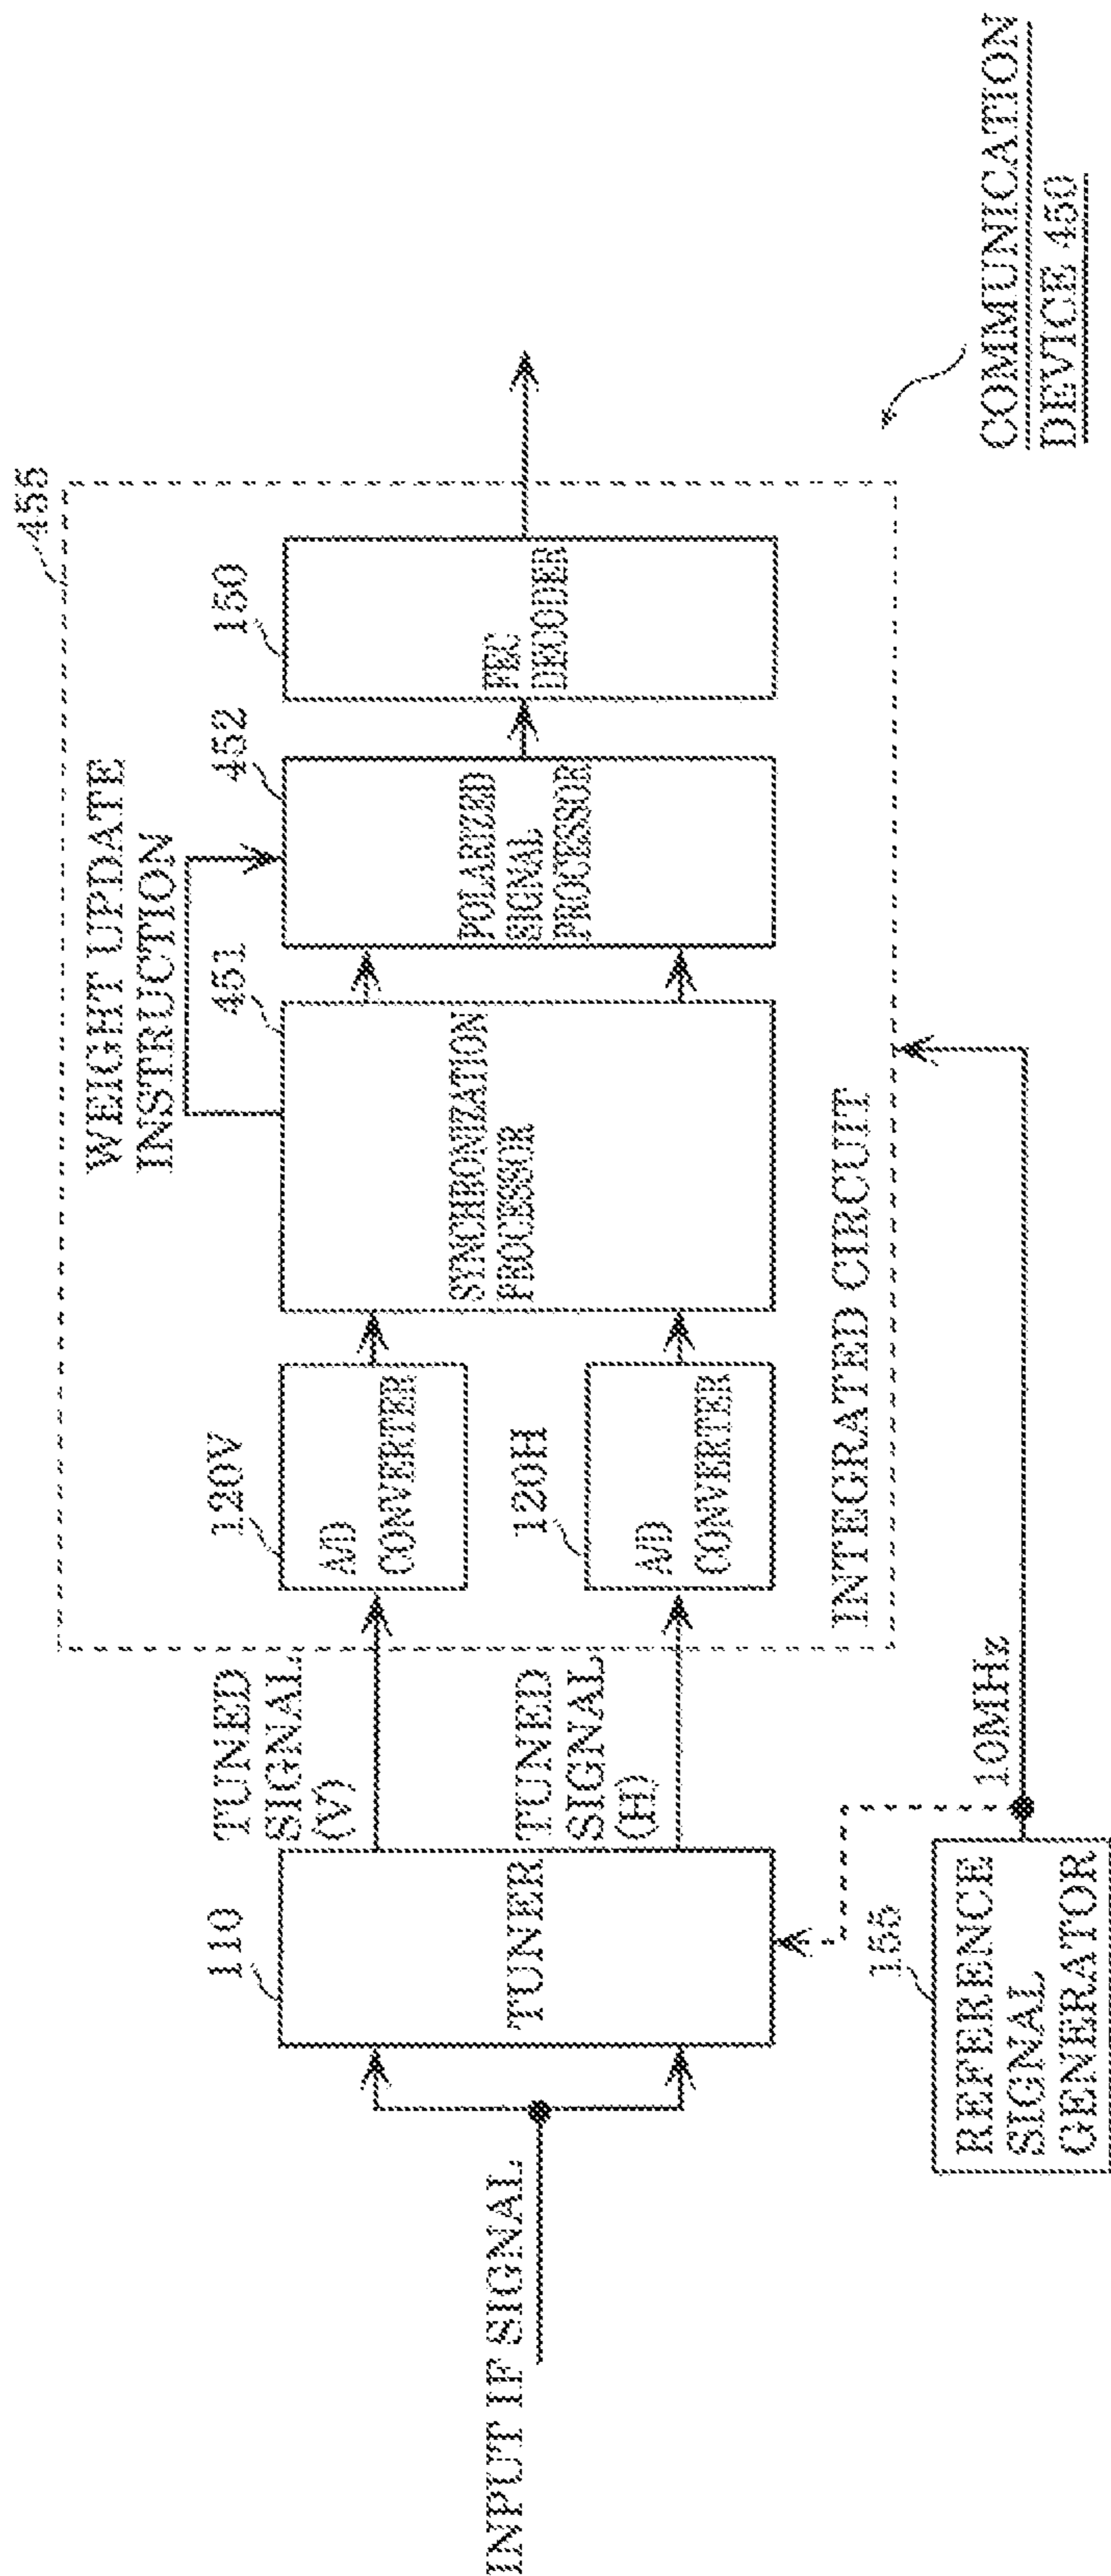 INPUT IF SIGNAL
110
TUNER
TUNED
SIGNAL
(V)
TUNED
SIGNAL
(H)
155
REFERENCE
SIGNAL
GENERATOR
10MHz
455
INTEGRATED CIRCUIT
120V
A/D
CONVERTER
120H
A/D
CONVERTER
WEIGHT UPDATE
INSTRUCTION
451
SYNCHRONIZATION
PROCESSOR
452
POLARIZED
SIGNAL
PROCESSOR
150
FEC
DECODER
COMMUNICATION
DEVICE 450